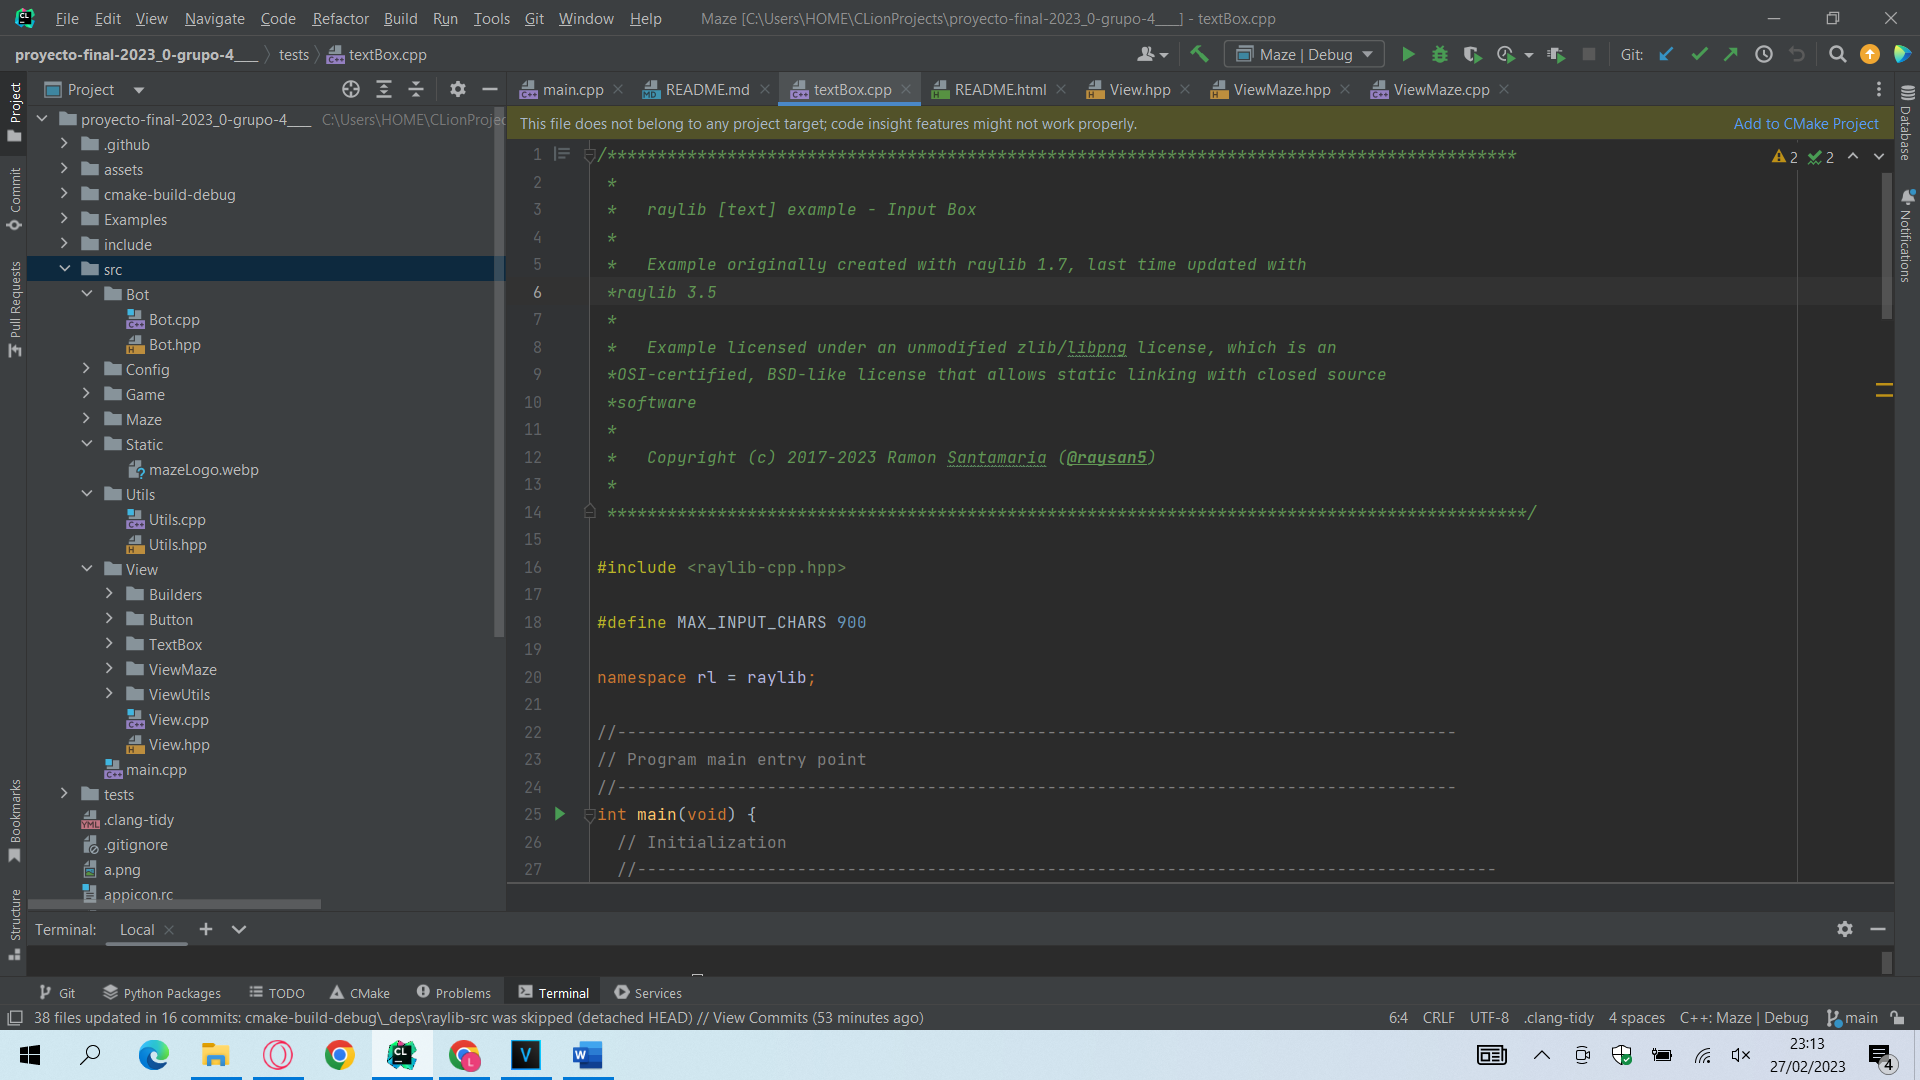 File Edit View Navigate Code Refactor Build Run Tools Git Window Help Maze [C:\Users\HOME\CLionProjects\proyecto-final-2023_0-grupo-4___] - textBox.cpp
proyecto-final-2023_0-grupo-4___ tests textBox.cpp Maze | Debug Git:
Project main.cpp README.md textBox.cpp README.html View.hpp ViewMaze.hpp ViewMaze.cpp
This file does not belong to any project target; code insight features might not work properly. Add to CMake Project
Project
Commit
Pull Requests
Bookmarks
Structure
proyecto-final-2023_0-grupo-4___ C:\Users\HOME\CLionProjec
.github
assets
cmake-build-debug
Examples
include
src
Bot
Bot.cpp
Bot.hpp
Config
Game
Maze
Static
mazeLogo.webp
Utils
Utils.cpp
Utils.hpp
View
Builders
Button
TextBox
ViewMaze
ViewUtils
View.cpp
View.hpp
main.cpp
tests
.clang-tidy
.gitignore
a.png
appicon.rc
1 /*******************************************************************************************
2 *
3 *   raylib [text] example - Input Box
4 *
5 *   Example originally created with raylib 1.7, last time updated with
6 *raylib 3.5
7 *
8 *   Example licensed under an unmodified zlib/libpng license, which is an
9 *OSI-certified, BSD-like license that allows static linking with closed source
10 *software
11 *
12 *   Copyright (c) 2017-2023 Ramon Santamaria (@raysan5)
13 *
14 ********************************************************************************************/
15
16 #include <raylib-cpp.hpp>
17
18 #define MAX_INPUT_CHARS 900
19
20 namespace rl = raylib;
21
22 //------------------------------------------------------------------------------------
23 // Program main entry point
24 //------------------------------------------------------------------------------------
25 int main(void) {
26 // Initialization
27 //--------------------------------------------------------------------------------------
2 2
Database
Notifications
Terminal: Local
Git Python Packages TODO CMake Problems Terminal Services
38 files updated in 16 commits: cmake-build-debug\_deps\raylib-src was skipped (detached HEAD) // View Commits (53 minutes ago) 6:4 CRLF UTF-8 .clang-tidy 4 spaces C++: Maze | Debug main
23:13
27/02/2023
4